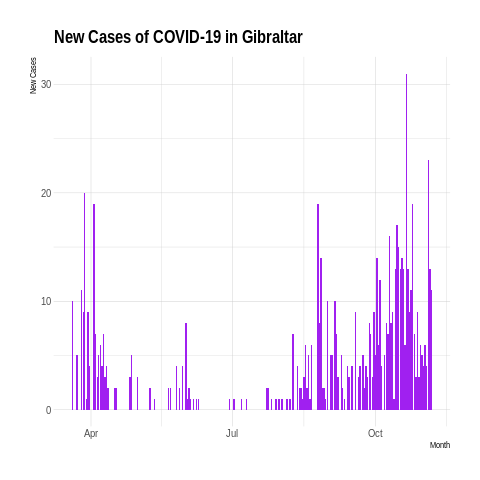 New Cases of COVID-19 in Gibraltar
New Cases
30
20
10
0
Apr
Jul
Oct
Month